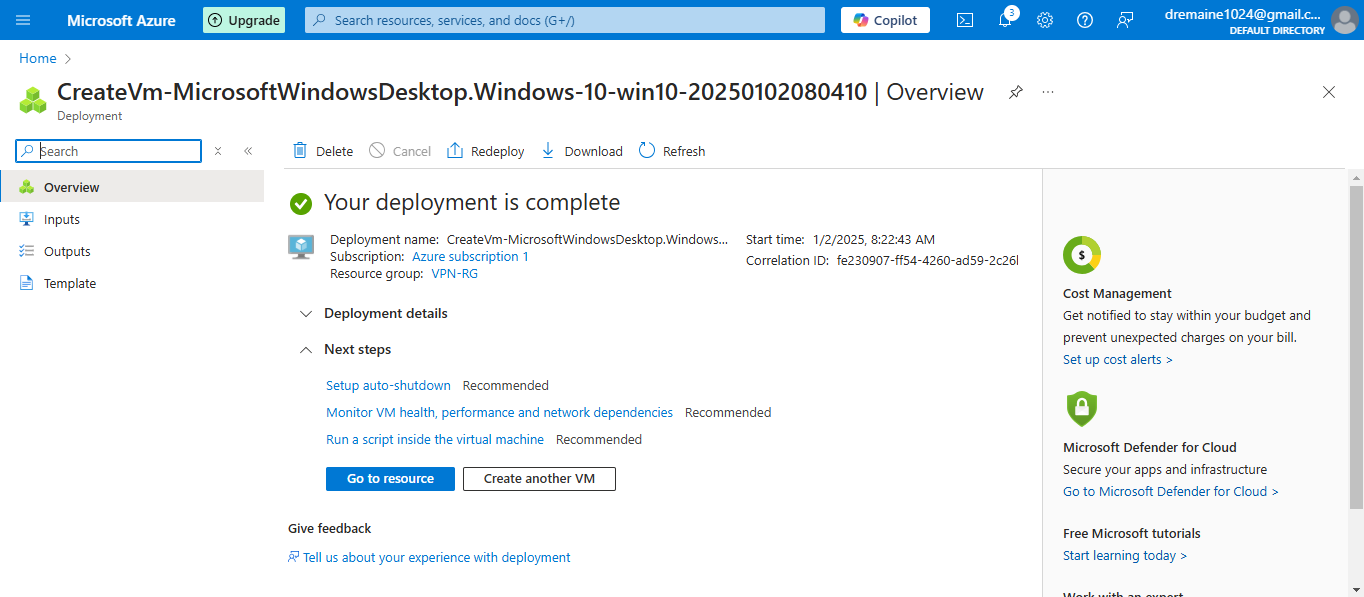 Microsoft Azure
Upgrade
Search resources, services, and docs (G+/)
Copilot
3
dremaine1024@gmail.c...
DEFAULT DIRECTORY
Home
CreateVm-MicrosoftWindowsDesktop.Windows-10-win10-20250102080410 | Overview
Deployment
Search
Delete
Cancel
Redeploy
Download
Refresh
Overview
Inputs
Outputs
Template
Your deployment is complete
Deployment name: CreateVm-MicrosoftWindowsDesktop.Windows...
Subscription: Azure subscription 1
Resource group: VPN-RG
Start time: 1/2/2025, 8:22:43 AM
Correlation ID: fe230907-ff54-4260-ad59-2c26
Deployment details
Next steps
Setup auto-shutdown Recommended
Monitor VM health, performance and network dependencies Recommended
Run a script inside the virtual machine Recommended
Go to resource
Create another VM
Give feedback
Tell us about your experience with deployment
$
Cost Management
Get notified to stay within your budget and
prevent unexpected charges on your bill.
Set up cost alerts >
Microsoft Defender for Cloud
Secure your apps and infrastructure
Go to Microsoft Defender for Cloud >
Free Microsoft tutorials
Start learning today >
Work with an expert